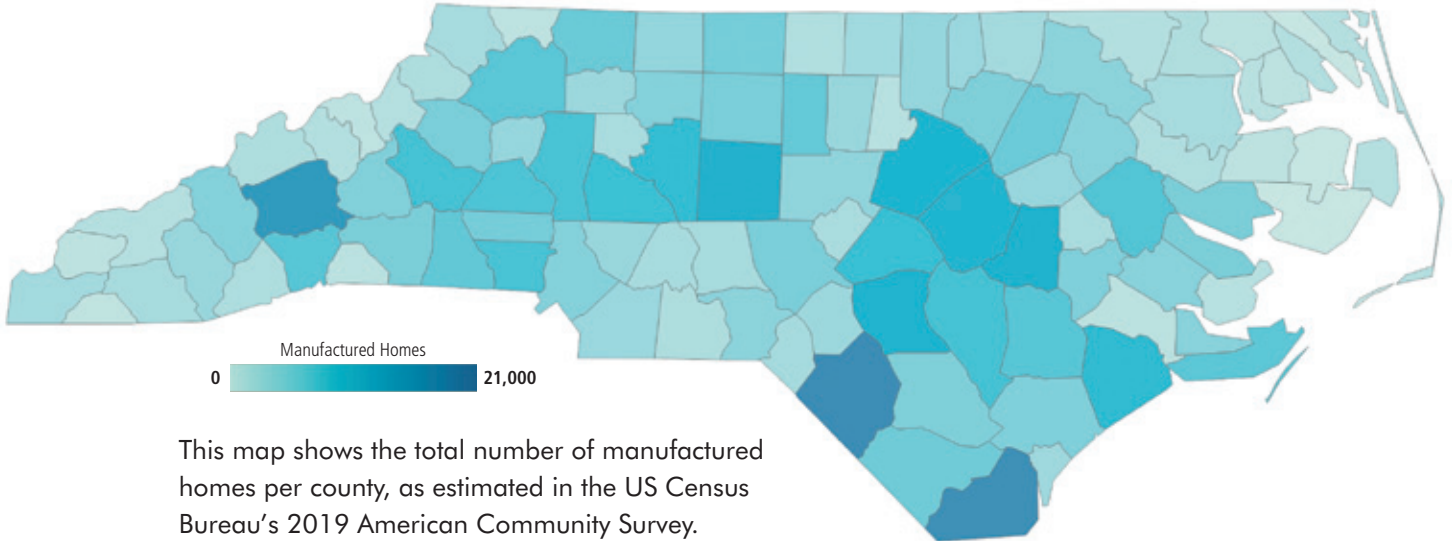 Manufactured Homes
0 21,000
This map shows the total number of manufactured
homes per county, as estimated in the US Census
Bureau's 2019 American Community Survey.